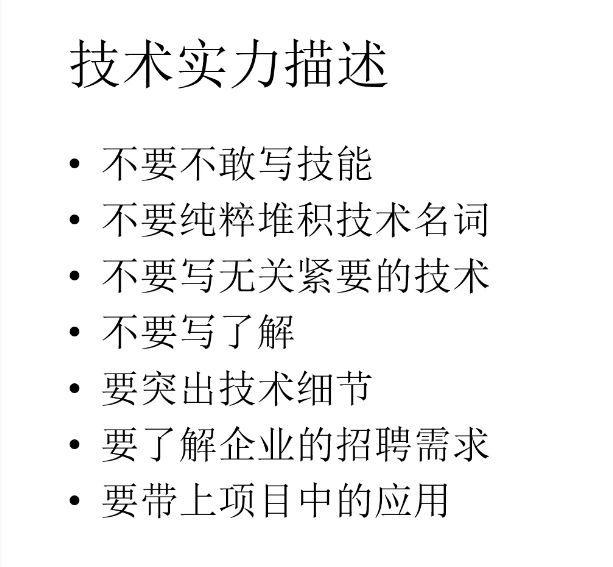 技术实力描述
• 不要不敢写技能
• 不要纯粹堆积技术名词
• 不要写无关紧要的技术
• 不要写了解
• 要突出技术细节
• 要了解企业的招聘需求
• 要带上项目中的应用